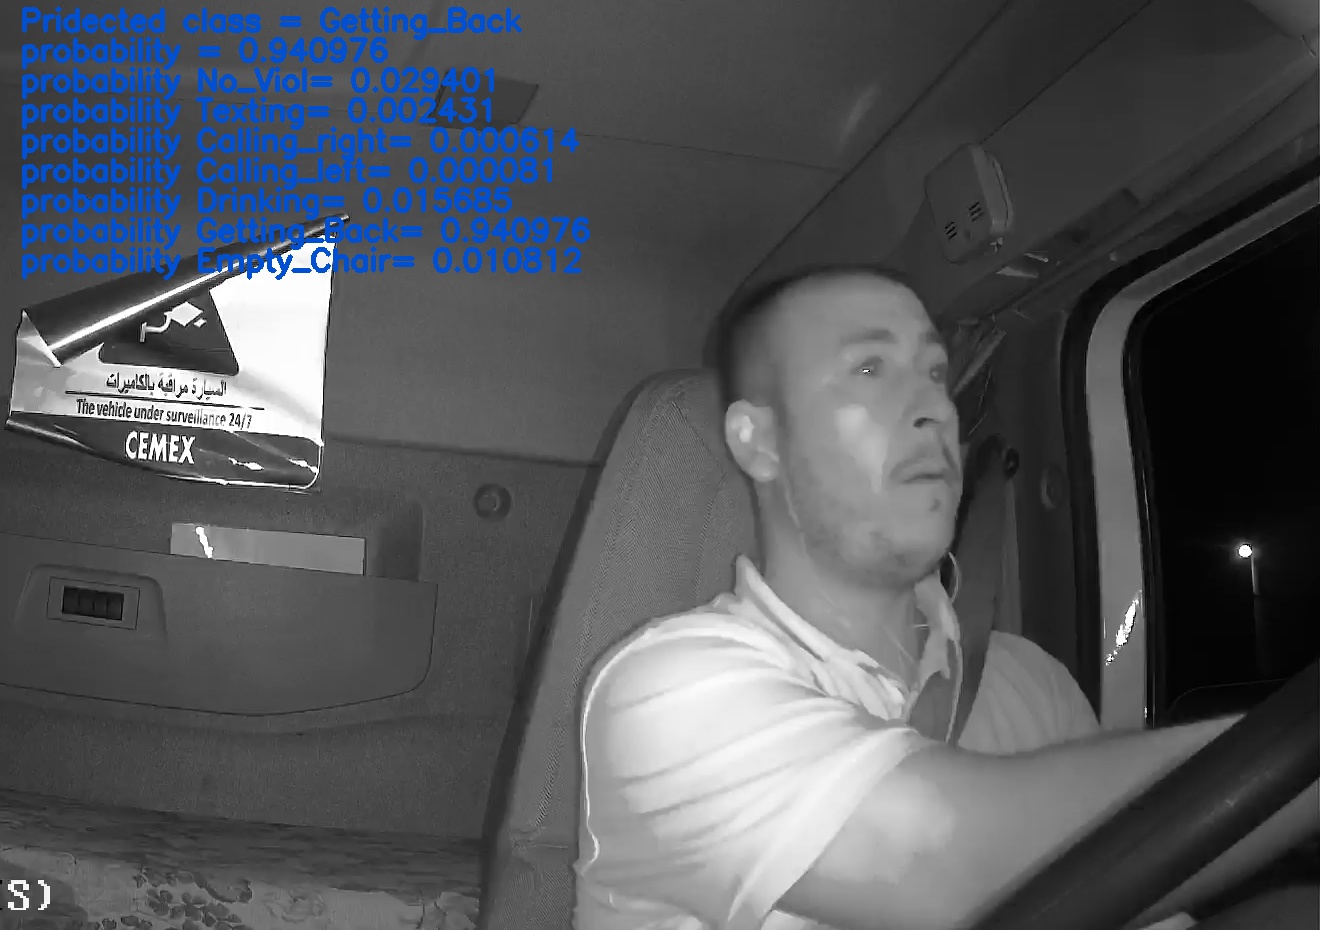 Pridected class = Getting_Back
probability = 0.940976
probability No_Viol= 0.029401
probability Texting= 0.002431
probability Calling_right= 0.000614
probability Calling_left= 0.000081
probability Drinking= 0.015685
probability Getting_Back= 0.940976
probability Empty_Chair= 0.010812
السيارة مراقبة بالكاميرات
The vehicle under surveillance 24/7
CEMEX
S)